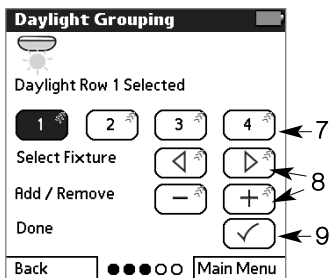 Daylight Grouping
Daylight Row 1 Selected
1 2 3 4 7
Select Fixture
8
Add / Remove - +
Done 9
Back Main Menu